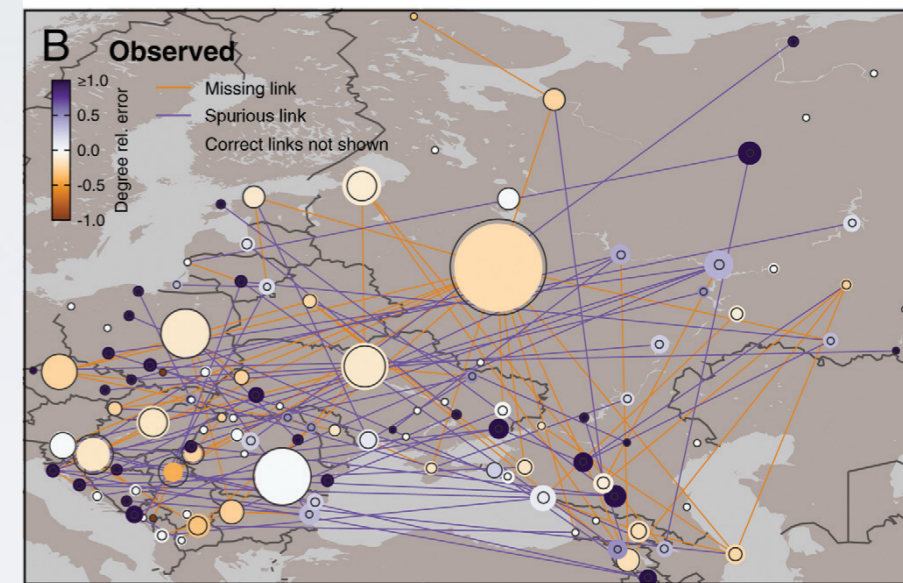 B Observed
≥1.0
0.5
0.0
-0.5
-1.0
Degree rel. error
Missing link
Spurious link
Correct links not shown